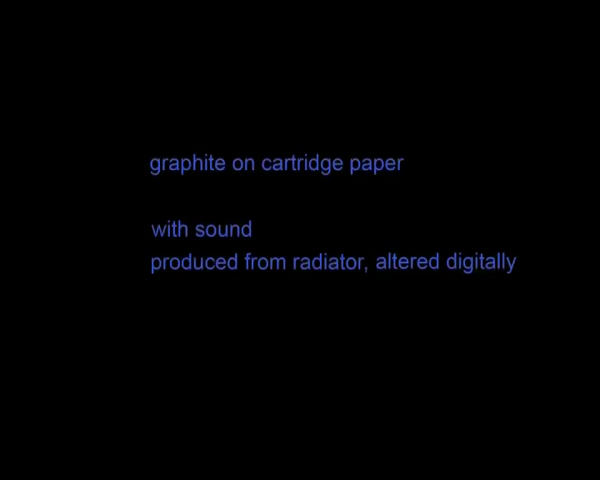 graphite on cartridge paper
with sound
produced from radiator, altered digitally